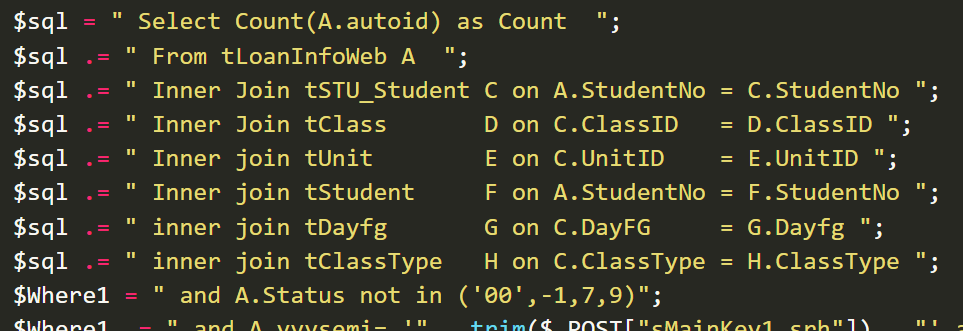 $sql = " Select Count(A.autoid) as Count  ";
$sql .= " From tLoanInfoWeb A  ";
$sql .= " Inner Join tSTU_Student C on A.StudentNo = C.StudentNo ";
$sql .= " Inner Join tClass       D on C.ClassID   = D.ClassID ";
$sql .= " Inner join tUnit        E on C.UnitID    = E.UnitID ";
$sql .= " Inner join tStudent     F on A.StudentNo = F.StudentNo ";
$sql .= " inner join tDayfg       G on C.DayFG     = G.Dayfg ";
$sql .= " inner join tClassType   H on C.ClassType = H.ClassType ";
$Where1 = " and A.Status not in ('00',-1,7,9)";
$Where1 .= " and A.yyysemi= '" . trim($_POST["sMainKey1_srh"]) . "'